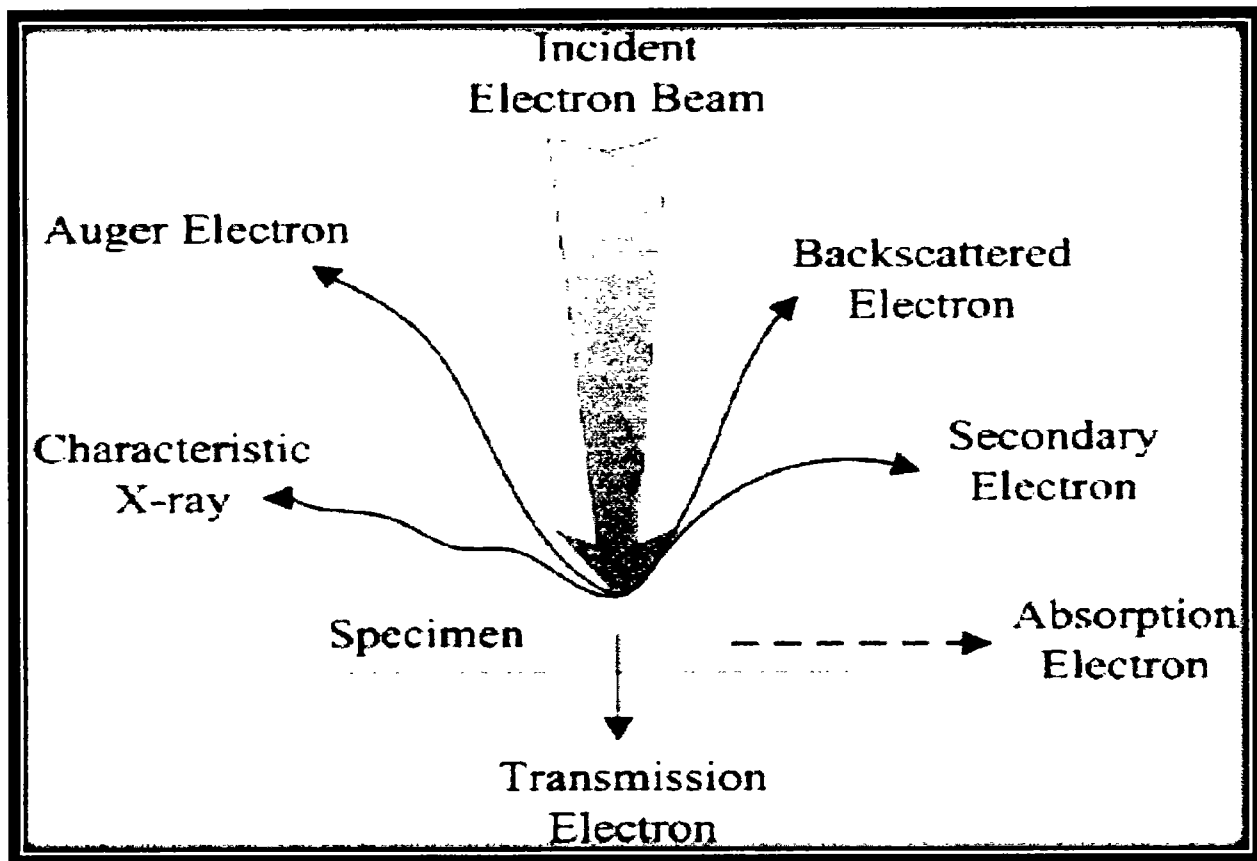 Incident
Electron Beam
Auger Electron
Backscattered
Electron
Characteristic
X-ray
Secondary
Electron
Specimen
Absorption
Electron
Transmission
Electron